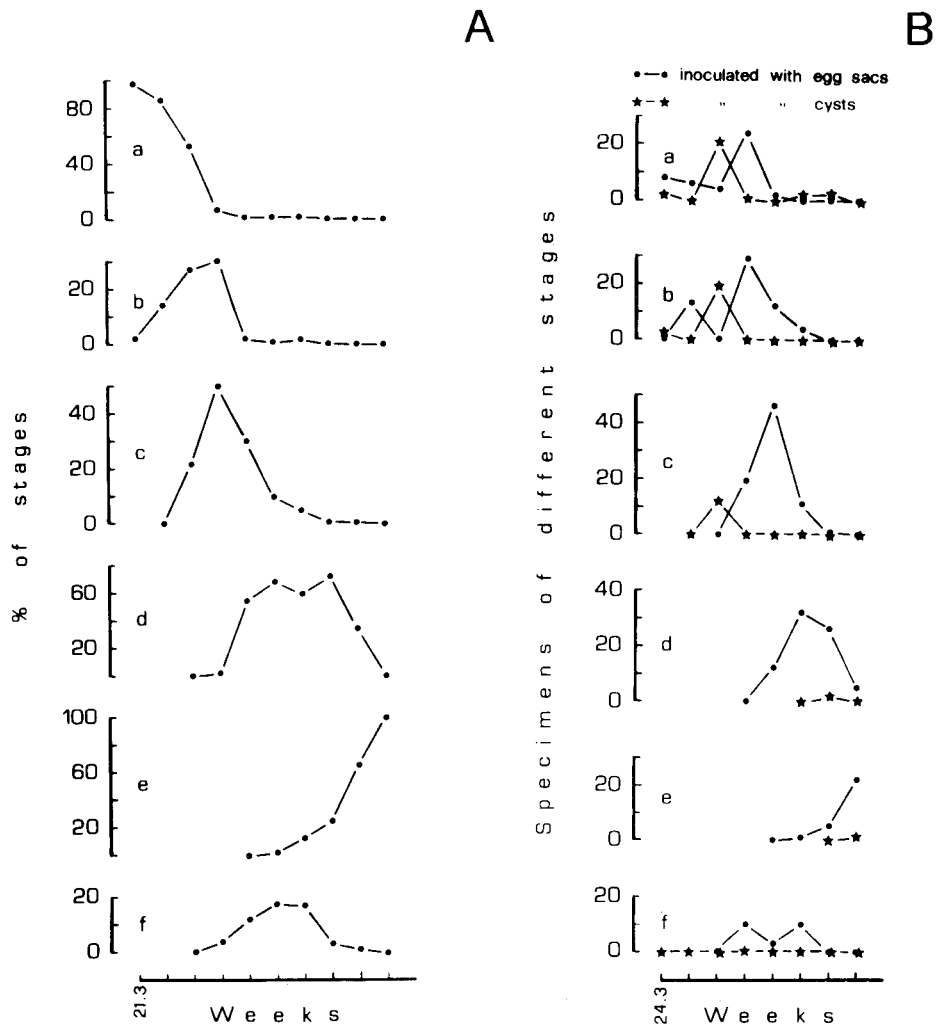 A
B
●–● inoculated with egg sacs
★–★ " " cysts
80
40
0
a
20
0
b
40
20
0
c
60
20
d
100
60
20
e
20
0
f
% of stages
21.3
Weeks
20
0
a
20
0
b
40
20
0
c
40
20
0
d
20
0
e
20
0
f
Specimens of different stages
24.3
Weeks